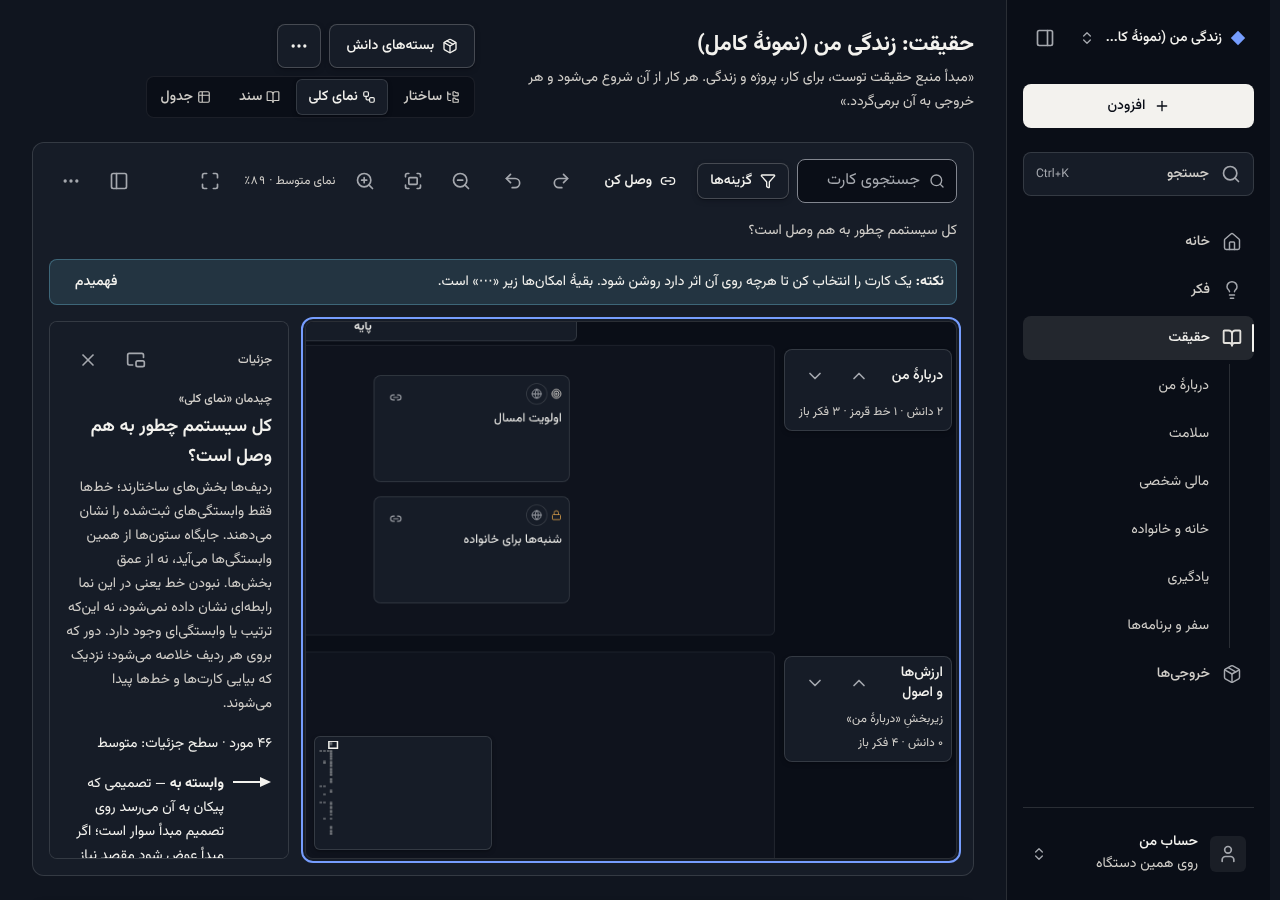 زندگی من (نمونهٔ کا...
افزودن
جستجو
Ctrl+K
خانه
فکر
حقیقت
دربارهٔ من
سلامت
مالی شخصی
خانه و خانواده
یادگیری
سفر و برنامه‌ها
خروجی‌ها
حساب من
روی همین دستگاه
حقیقت: زندگی من (نمونهٔ کامل)
«مبدأ منبع حقیقت توست، برای کار، پروژه و زندگی. هر کار از آن شروع می‌شود و هر
خروجی به آن برمی‌گردد.»
بسته‌های دانش
ساختار
نمای کلی
سند
جدول
جستجوی کارت
گزینه‌ها
وصل کن
نمای متوسط · ۸۹٪
کل سیستمم چطور به هم وصل است؟
نکته: یک کارت را انتخاب کن تا هرچه روی آن اثر دارد روشن شود. بقیهٔ امکان‌ها زیر «···» است.
فهمیدم
پایه
دربارهٔ من
۲ دانش · ۱ خط قرمز · ۳ فکر باز
اولویت امسال
شنبه‌ها برای خانواده
ارزش‌ها
و اصول
زیربخش «دربارهٔ من»
۰ دانش · ۴ فکر باز
جزئیات
چیدمان «نمای کلی»
کل سیستمم چطور به هم
وصل است؟
ردیف‌ها بخش‌های ساختارند؛ خط‌ها
فقط وابستگی‌های ثبت‌شده را نشان
می‌دهند. جایگاه ستون‌ها از همین
وابستگی‌ها می‌آید، نه از عمق
بخش‌ها. نبودن خط یعنی در این نما
رابطه‌ای نشان داده نمی‌شود، نه این‌که
ترتیب یا وابستگی‌ای وجود دارد. دور که
بروی هر ردیف خلاصه می‌شود؛ نزدیک
که بیایی کارت‌ها و خط‌ها پیدا
می‌شوند.
۴۶ مورد · سطح جزئیات: متوسط
وابسته به — تصمیمی که
پیکان به آن می‌رسد روی
تصمیم مبدأ سوار است؛ اگر
مبدأ عوض شود مقصد نیاز